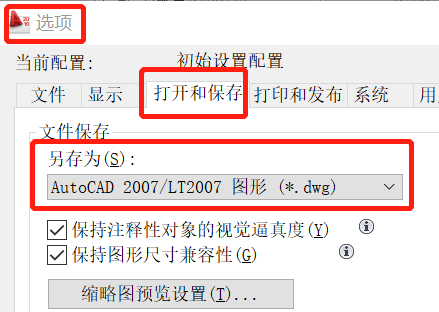 2010
选项
当前配置: 初始设置配置
文件 显示 打开和保存 打印和发布 系统 用
文件保存
另存为(S):
AutoCAD 2007/LT2007 图形 (*.dwg)
保持注释性对象的视觉逼真度(Y)
保持图形尺寸兼容性(G)
缩略图预览设置(T)...